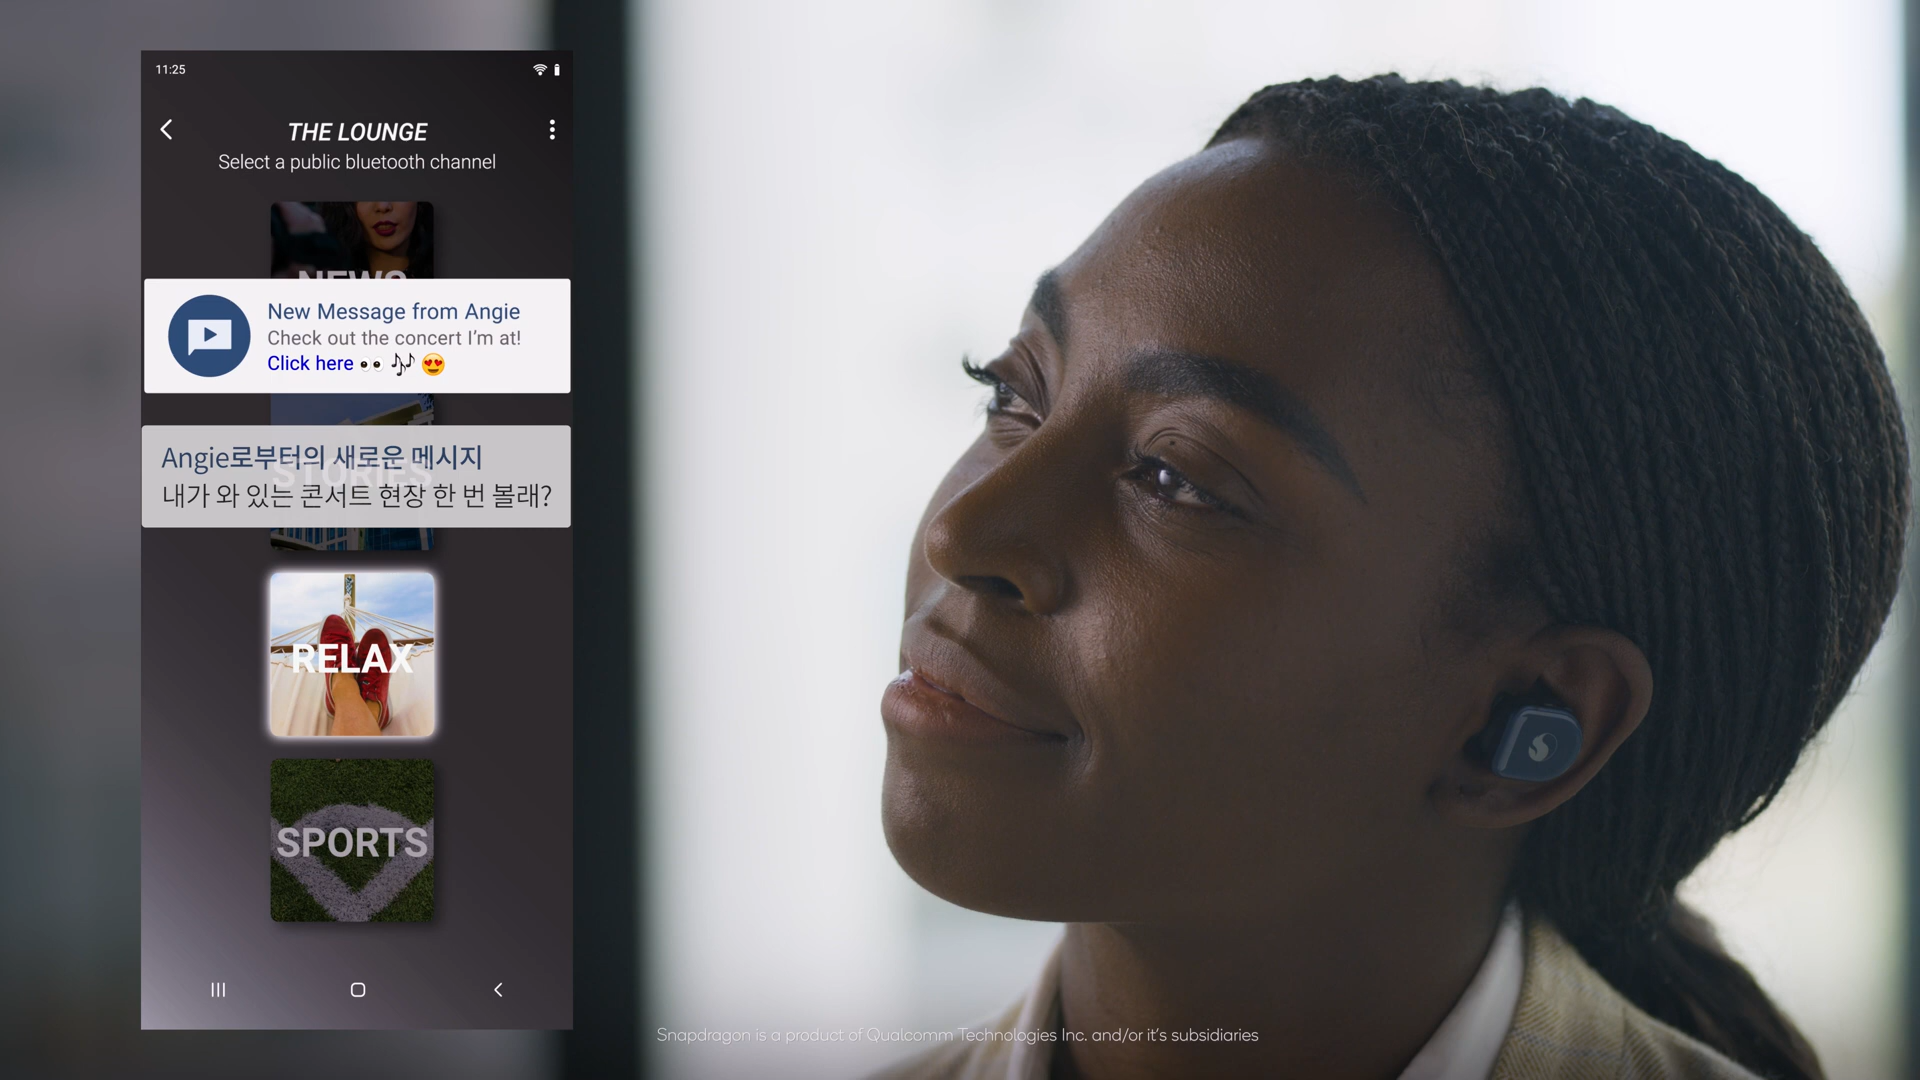 11:25
THE LOUNGE
Select a public bluetooth channel
NEWS
New Message from Angie
Check out the concert I'm at!
Click here 👀 🎶 😍
Angie로부터의 새로운 메시지
내가 와 있는 콘서트 현장 한 번 볼래?
STORIES
RELAX
SPORTS
Snapdragon is a product of Qualcomm Technologies Inc. and/or it's subsidiaries